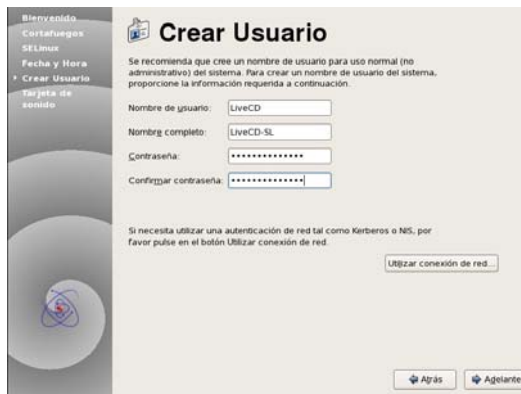 Bienvenido
Cortafuegos
SELinux
Fecha y Hora
Crear Usuario
Tarjeta de
sonido
Crear Usuario
Se recomienda que cree un nombre de usuario para uso normal (no
administrativo) del sistema. Para crear un nombre de usuario del sistema,
proporcione la información requerida a continuación.
Nombre de usuario:
LiveCD
Nombre completo:
LiveCD-SL
Contraseña:
••••••••••••••
Confirmar contraseña:
••••••••••••••
Si necesita utilizar una autenticación de red tal como Kerberos o NIS, por
favor pulse en el botón Utilizar conexión de red.
Utilizar conexión de red...
Atrás
Adelante